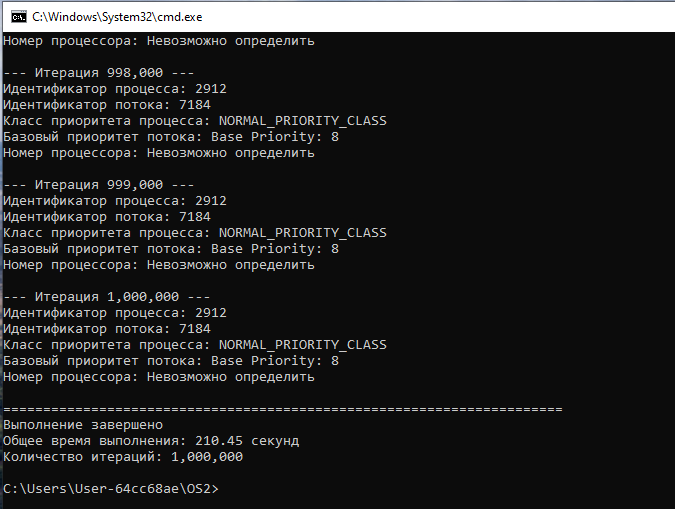 C:\Windows\System32\cmd.exe
Номер процессора: Невозможно определить
--- Итерация 998,000 ---
Идентификатор процесса: 2912
Идентификатор потока: 7184
Класс приоритета процесса: NORMAL_PRIORITY_CLASS
Базовый приоритет потока: Base Priority: 8
Номер процессора: Невозможно определить
--- Итерация 999,000 ---
Идентификатор процесса: 2912
Идентификатор потока: 7184
Класс приоритета процесса: NORMAL_PRIORITY_CLASS
Базовый приоритет потока: Base Priority: 8
Номер процессора: Невозможно определить
--- Итерация 1,000,000 ---
Идентификатор процесса: 2912
Идентификатор потока: 7184
Класс приоритета процесса: NORMAL_PRIORITY_CLASS
Базовый приоритет потока: Base Priority: 8
Номер процессора: Невозможно определить
======================================================================
Выполнение завершено
Общее время выполнения: 210.45 секунд
Количество итераций: 1,000,000
C:\Users\User-64cc68ae\OS2>